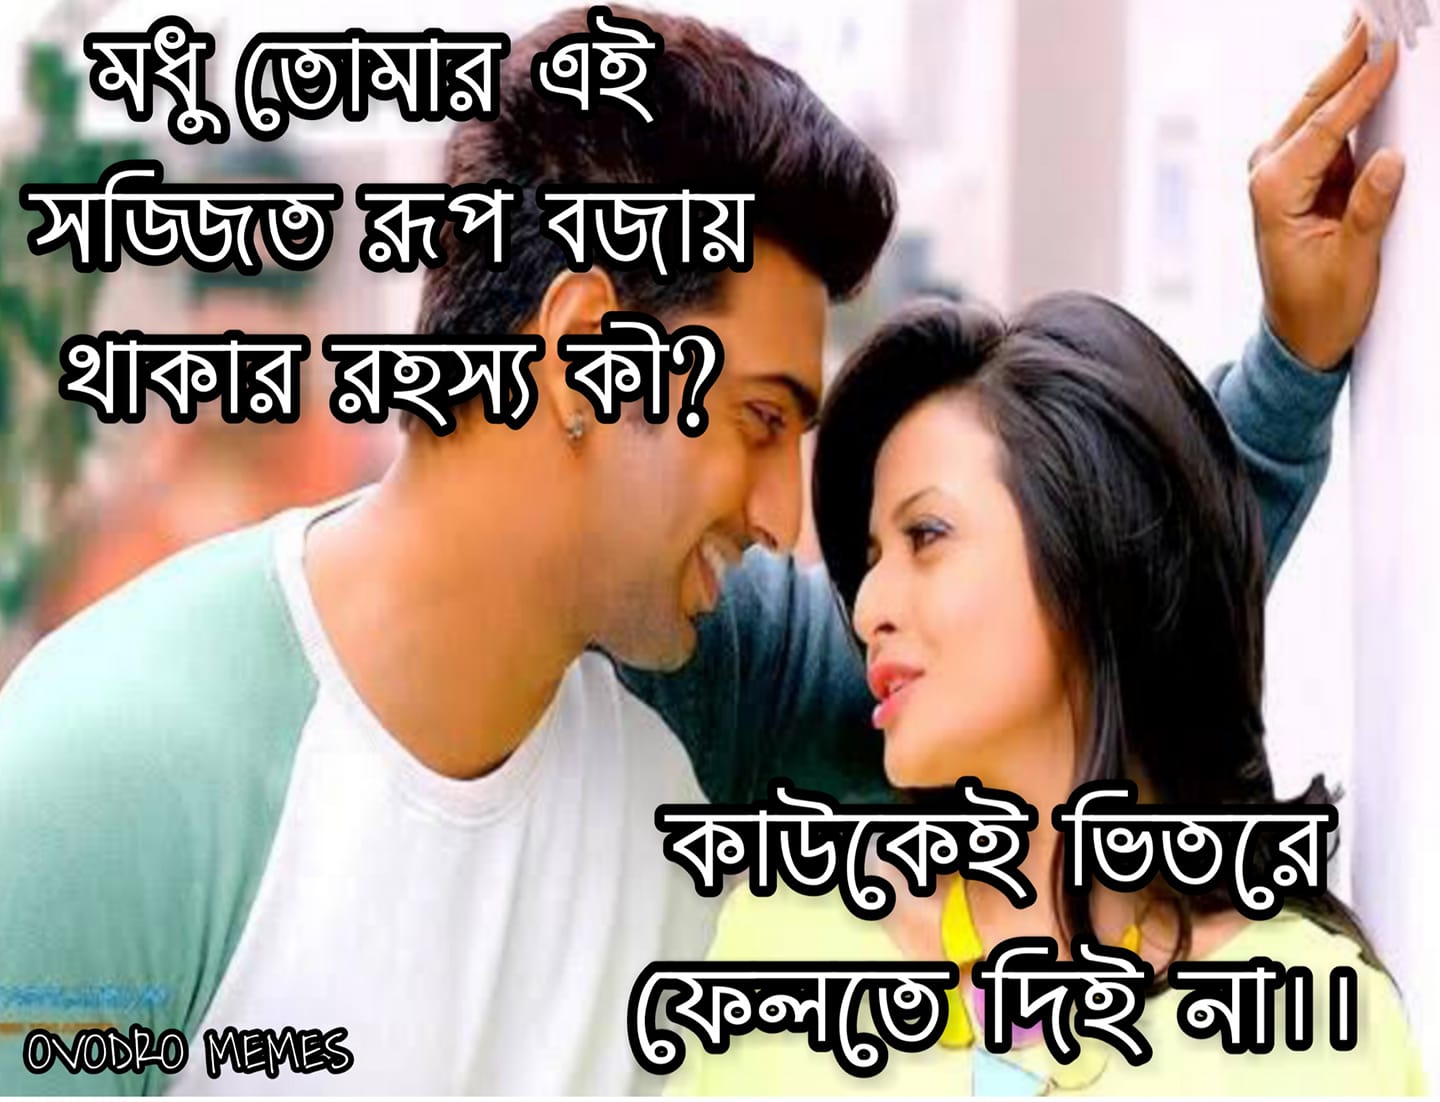 মধু তোমার এই
সজ্জিত রূপ বজায়
থাকার রহস্য কী?
কাউকেই ভিতরে
ফেলতে দিই না।।
OVODRO MEMES